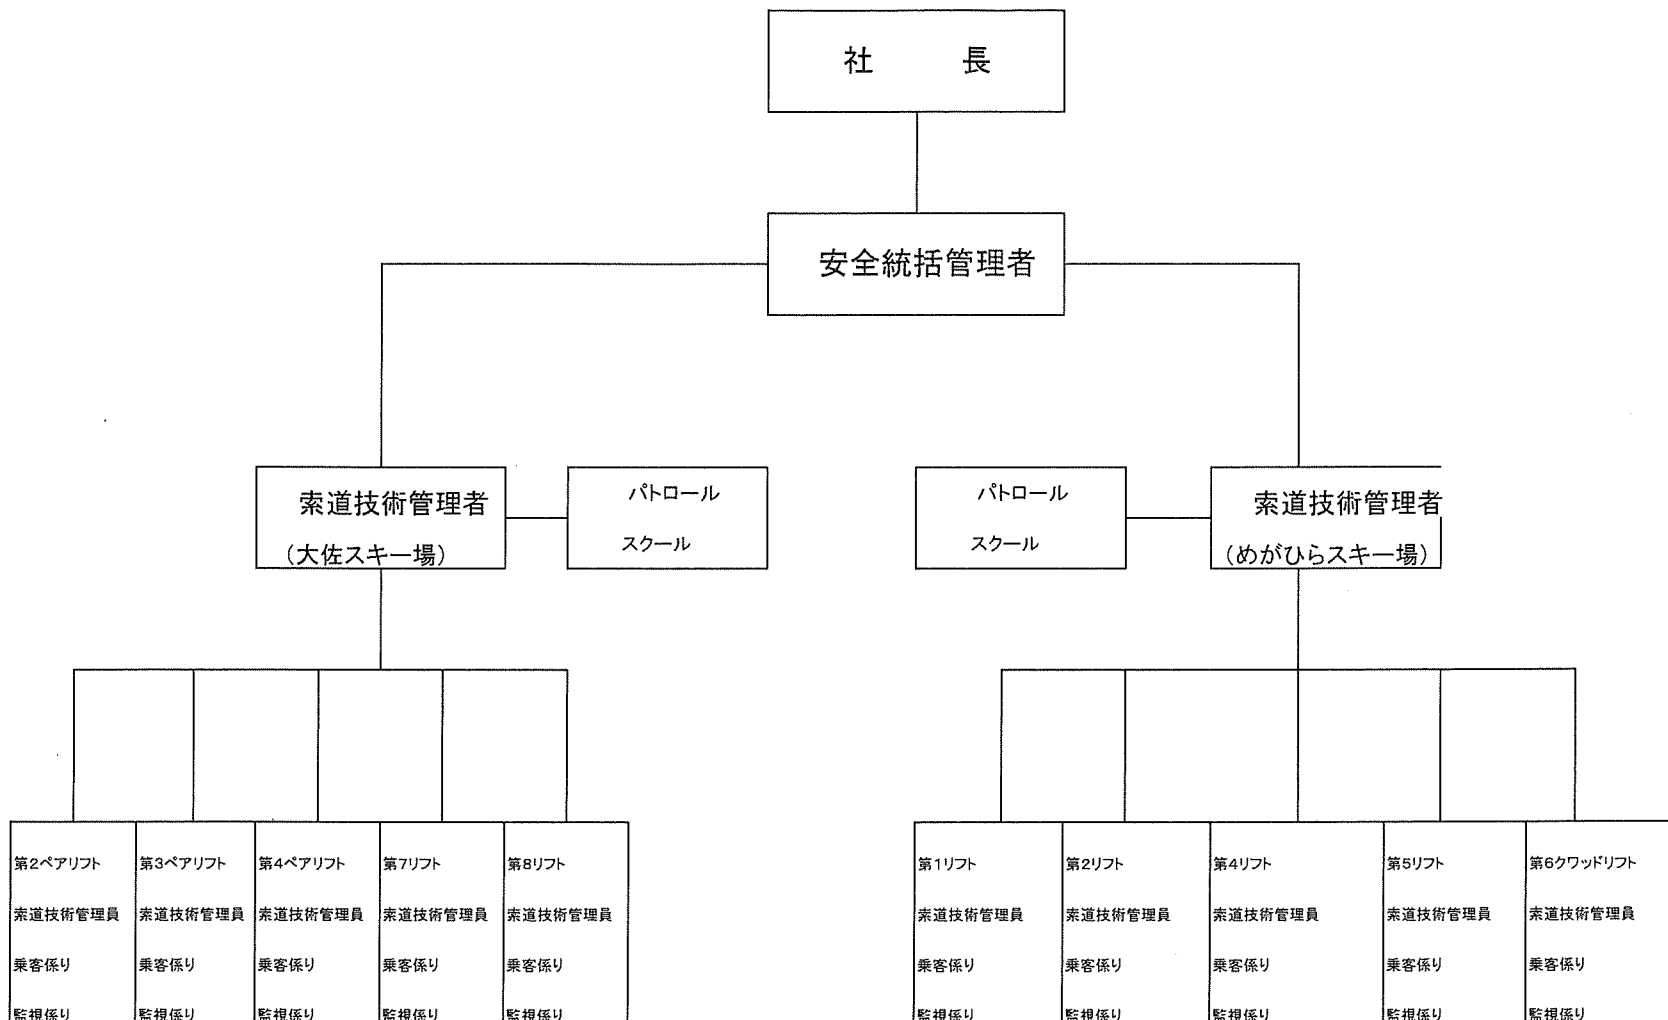 社 長
安全統括管理者
索道技術管理者
(大佐スキー場)
パトロール
スクール
パトロール
スクール
索道技術管理者
(めがひらスキー場)
第2ペアリフト
索道技術管理員
乗客係り
監視係り
第3ペアリフト
索道技術管理員
乗客係り
監視係り
第4ペアリフト
索道技術管理員
乗客係り
監視係り
第7リフト
索道技術管理員
乗客係り
監視係り
第8リフト
索道技術管理員
乗客係り
監視係り
第1リフト
索道技術管理員
乗客係り
監視係り
第2リフト
索道技術管理員
乗客係り
監視係り
第4リフト
索道技術管理員
乗客係り
監視係り
第5リフト
索道技術管理員
乗客係り
監視係り
第6クワッドリフト
索道技術管理員
乗客係り
監視係り